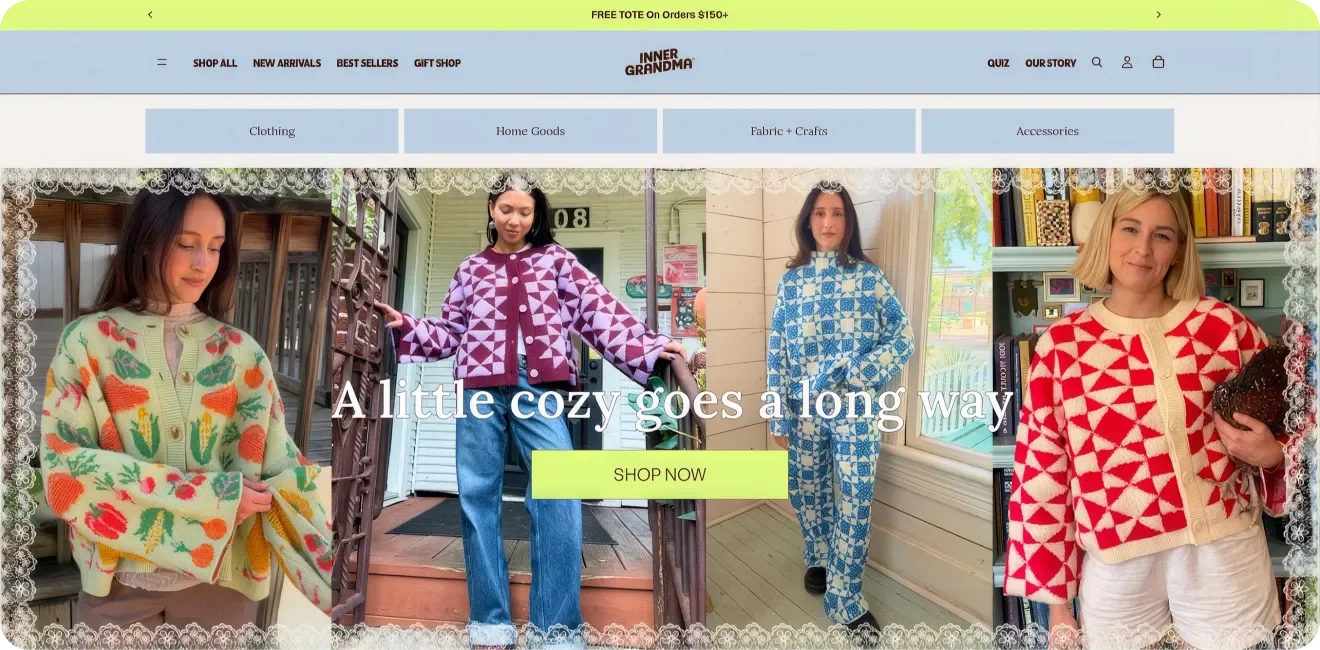 FREE TOTE On Orders $150+
SHOP ALL
NEW ARRIVALS
BEST SELLERS
GIFT SHOP
INNER
GRANDMA
QUIZ
OUR STORY
Clothing
Home Goods
Fabric + Crafts
Accessories
08
A little cozy goes a long way
SHOP NOW